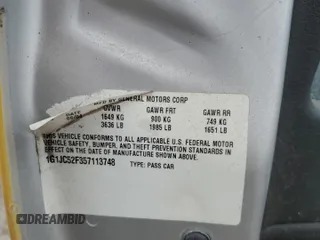 MFD BY GENERAL MOTORS CORP
GVWR GAWR FRT GAWR RR
1649 KG 900 KG 749 KG
3636 LB 1985 LB 1651 LB
THIS VEHICLE CONFORMS TO ALL APPLICABLE U.S. FEDERAL MOTOR
VEHICLE SAFETY, BUMPER, AND THEFT PREVENTION STANDARDS
IN EFFECT ON THE DATE OF MANUFACTURE SHOWN ABOVE.
1G1JC52F357113748 TYPE: PASS CAR
DREAMBID